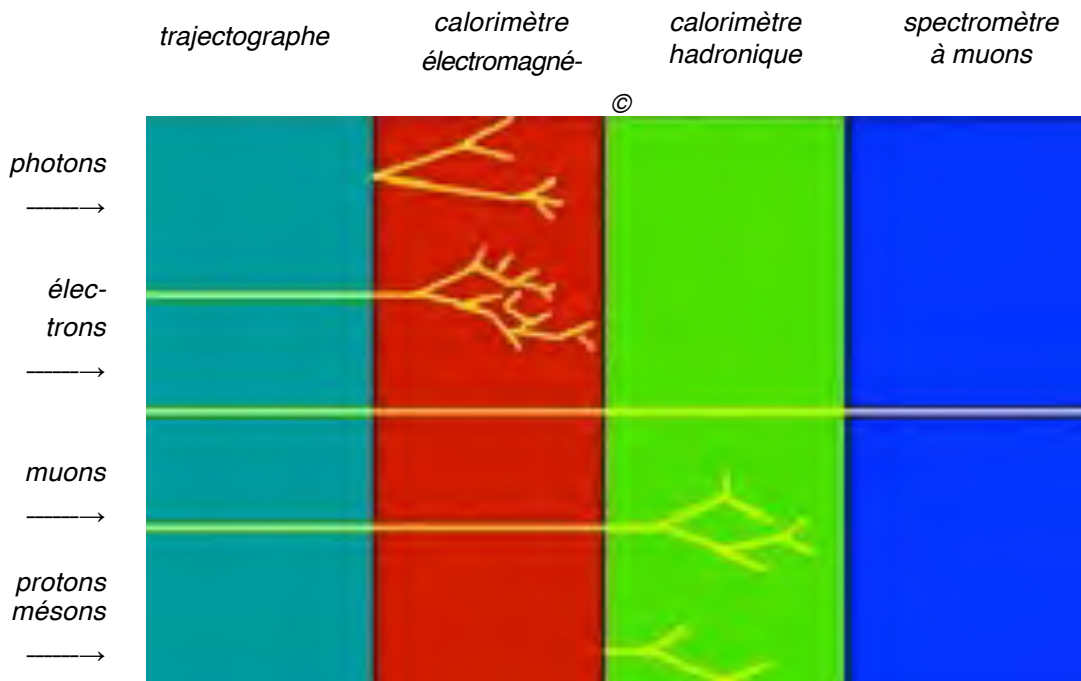 trajectographe
calorimètre
électromagné-
calorimètre
hadronique
spectromètre
à muons
©
photons
------→
élec-
trons
------→
muons
------→
protons
mésons
------→